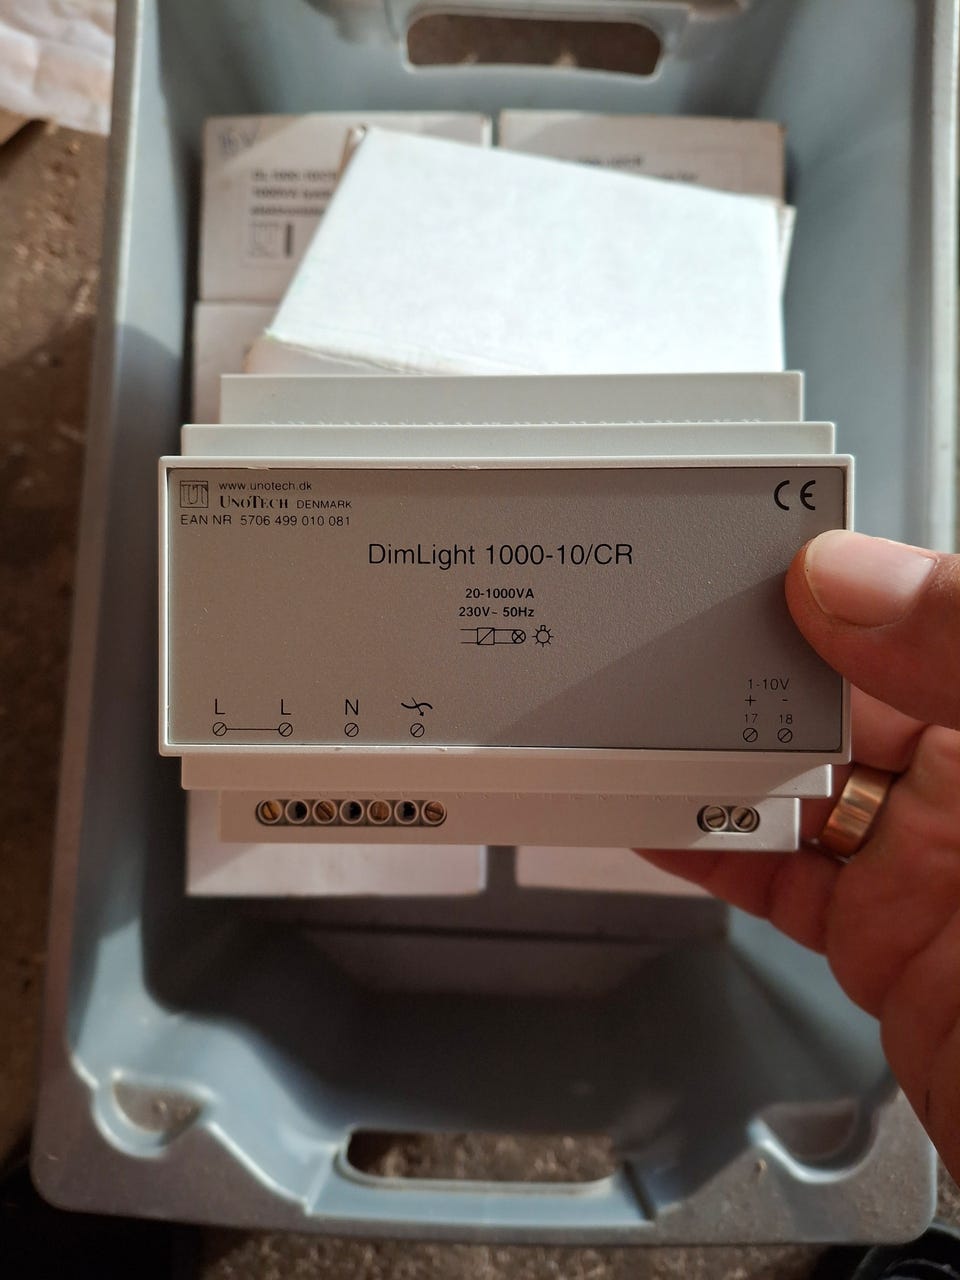 www.unotech.dk
UNOTECH DENMARK
EAN NR 5706 499 010 081
CE
DimLight 1000-10/CR
20-1000VA
230V~ 50Hz
1-10V
+ -
L L N
17 18